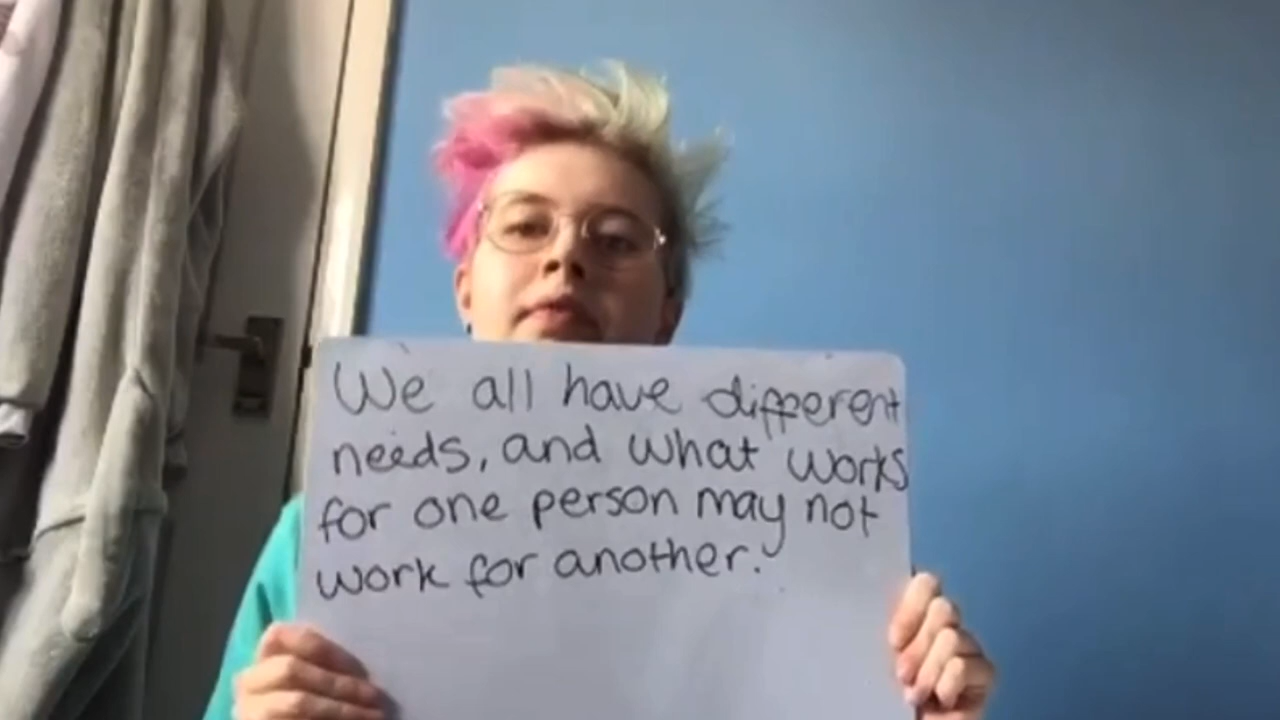 We all have different
needs, and what works
for one person may not
work for another.